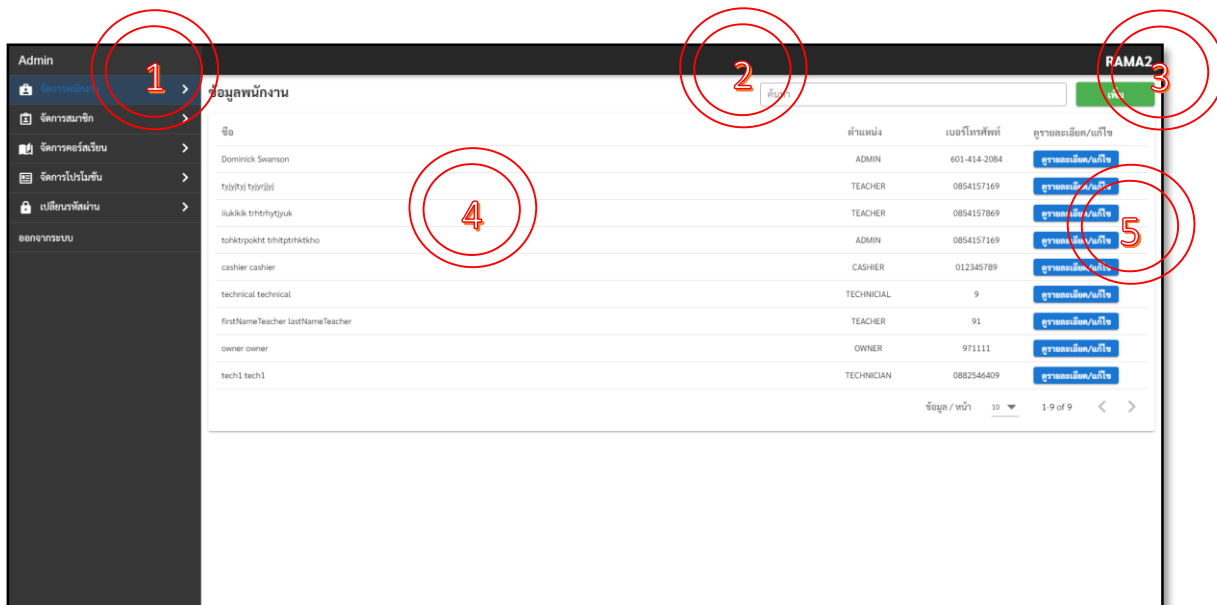 Admin
RAMA2
จัดการพนักงาน
จัดการสมาชิก
จัดการคอร์สเรียน
จัดการโปรโมชัน
เปลี่ยนรหัสผ่าน
ออกจากระบบ
ข้อมูลพนักงาน
ค้นหา
เพิ่ม
ชื่อ ตำแหน่ง เบอร์โทรศัพท์ ดูรายละเอียด/แก้ไข
Dominick Swanson ADMIN 601-414-2084 ดูรายละเอียด/แก้ไข
tyjyjtyj tyjyrjjyj TEACHER 0854157169 ดูรายละเอียด/แก้ไข
iiukikik trhtrhytjyuk TEACHER 0854157869 ดูรายละเอียด/แก้ไข
tohktrpokht trhitptrhktkho ADMIN 0854157169 ดูรายละเอียด/แก้ไข
cashier cashier CASHIER 012345789 ดูรายละเอียด/แก้ไข
technical technical TECHNICIAL 9 ดูรายละเอียด/แก้ไข
firstNameTeacher lastNameTeacher TEACHER 91 ดูรายละเอียด/แก้ไข
owner owner OWNER 971111 ดูรายละเอียด/แก้ไข
tech1 tech1 TECHNICIAN 0882546409 ดูรายละเอียด/แก้ไข
ข้อมูล / หน้า 10 1-9 of 9
1
2
3
4
5